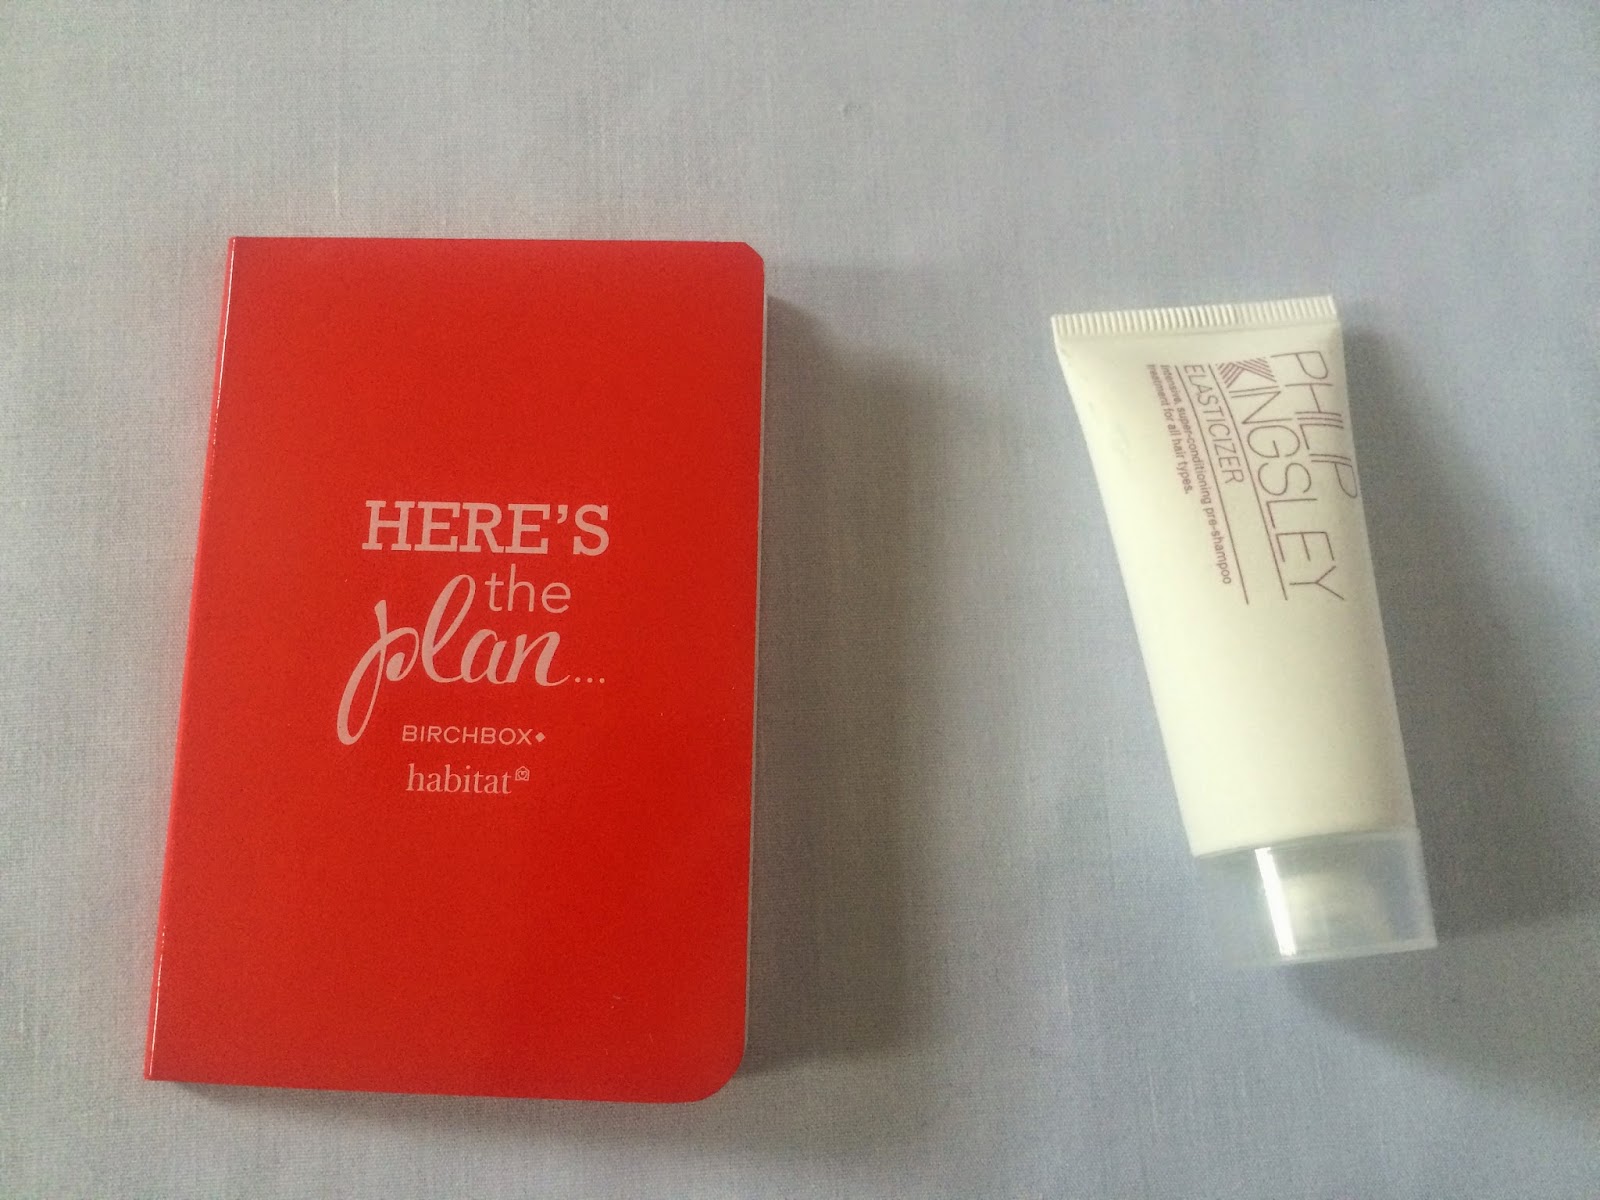 HERE'S
the
plan...
BIRCHBOX
habitat
PHILIP
KINGSLEY
ELASTICIZER
Intensive, super-conditioning pre-shampoo
treatment for all hair types.